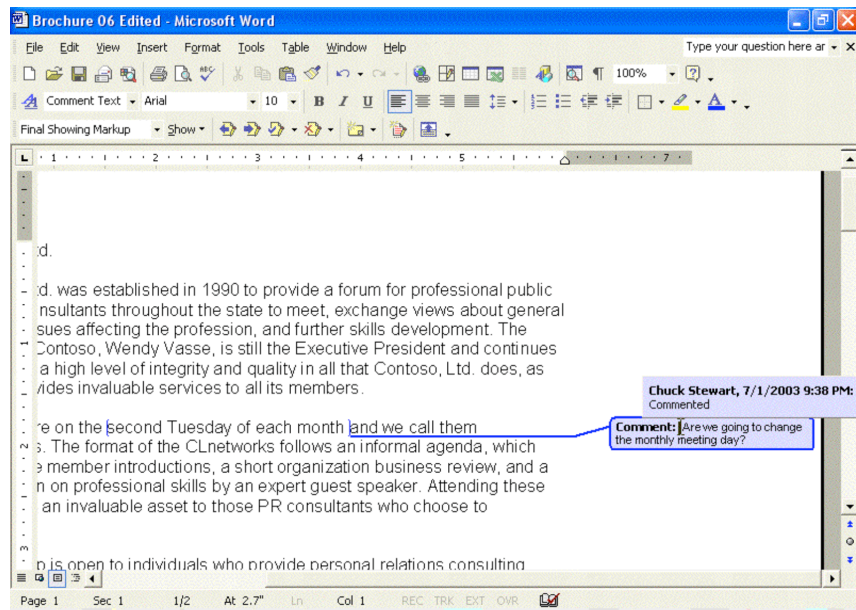 Brochure 06 Edited - Microsoft Word
File Edit View Insert Format Tools Table Window Help
Type your question here ar
100%
Comment Text Arial 10 B I U
Final Showing Markup Show
1 2 3 4 5 7
:d.
:d. was established in 1990 to provide a forum for professional public
nsultants throughout the state to meet, exchange views about general
sues affecting the profession, and further skills development. The
Contoso, Wendy Vasse, is still the Executive President and continues
a high level of integrity and quality in all that Contoso, Ltd. does, as
vides invaluable services to all its members.
Chuck Stewart, 7/1/2003 9:38 PM:
Commented
re on the second Tuesday of each month and we call them
Comment: Are we going to change
the monthly meeting day?
s. The format of the CLnetworks follows an informal agenda, which
e member introductions, a short organization business review, and a
n on professional skills by an expert guest speaker. Attending these
an invaluable asset to those PR consultants who choose to
p is open to individuals who provide personal relations consulting
Page 1 Sec 1 1/2 At 2.7" Ln Col 1 REC TRK EXT OVR